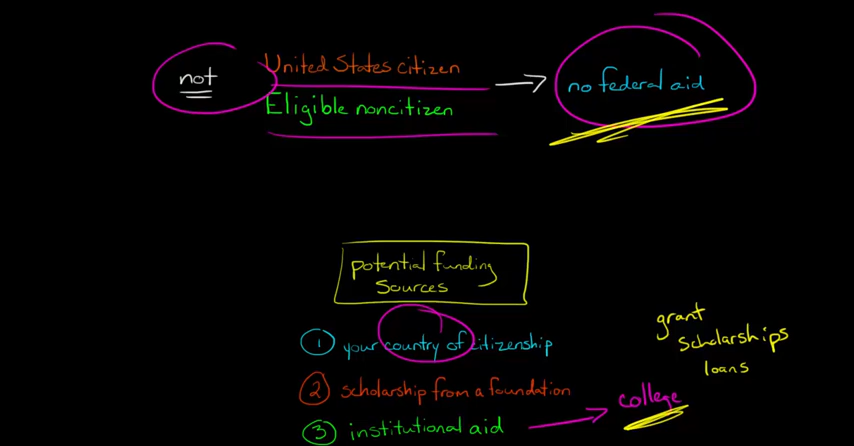 not
United States citizen
Eligible noncitizen
no federal aid
potential funding
sources
1 your country of citizenship
2 scholarship from a foundation
3 institutional aid
college
grant
scholarships
loans